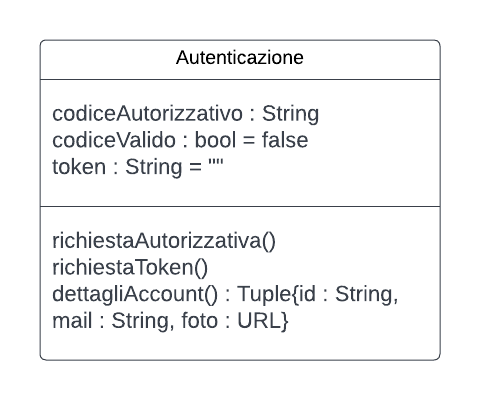 Autenticazione
codiceAutorizzativo : String
codiceValido : bool = false
token : String = ""
richiestaAutorizzativa()
richiestaToken()
dettagliAccount() : Tuple{id : String,
mail : String, foto : URL}